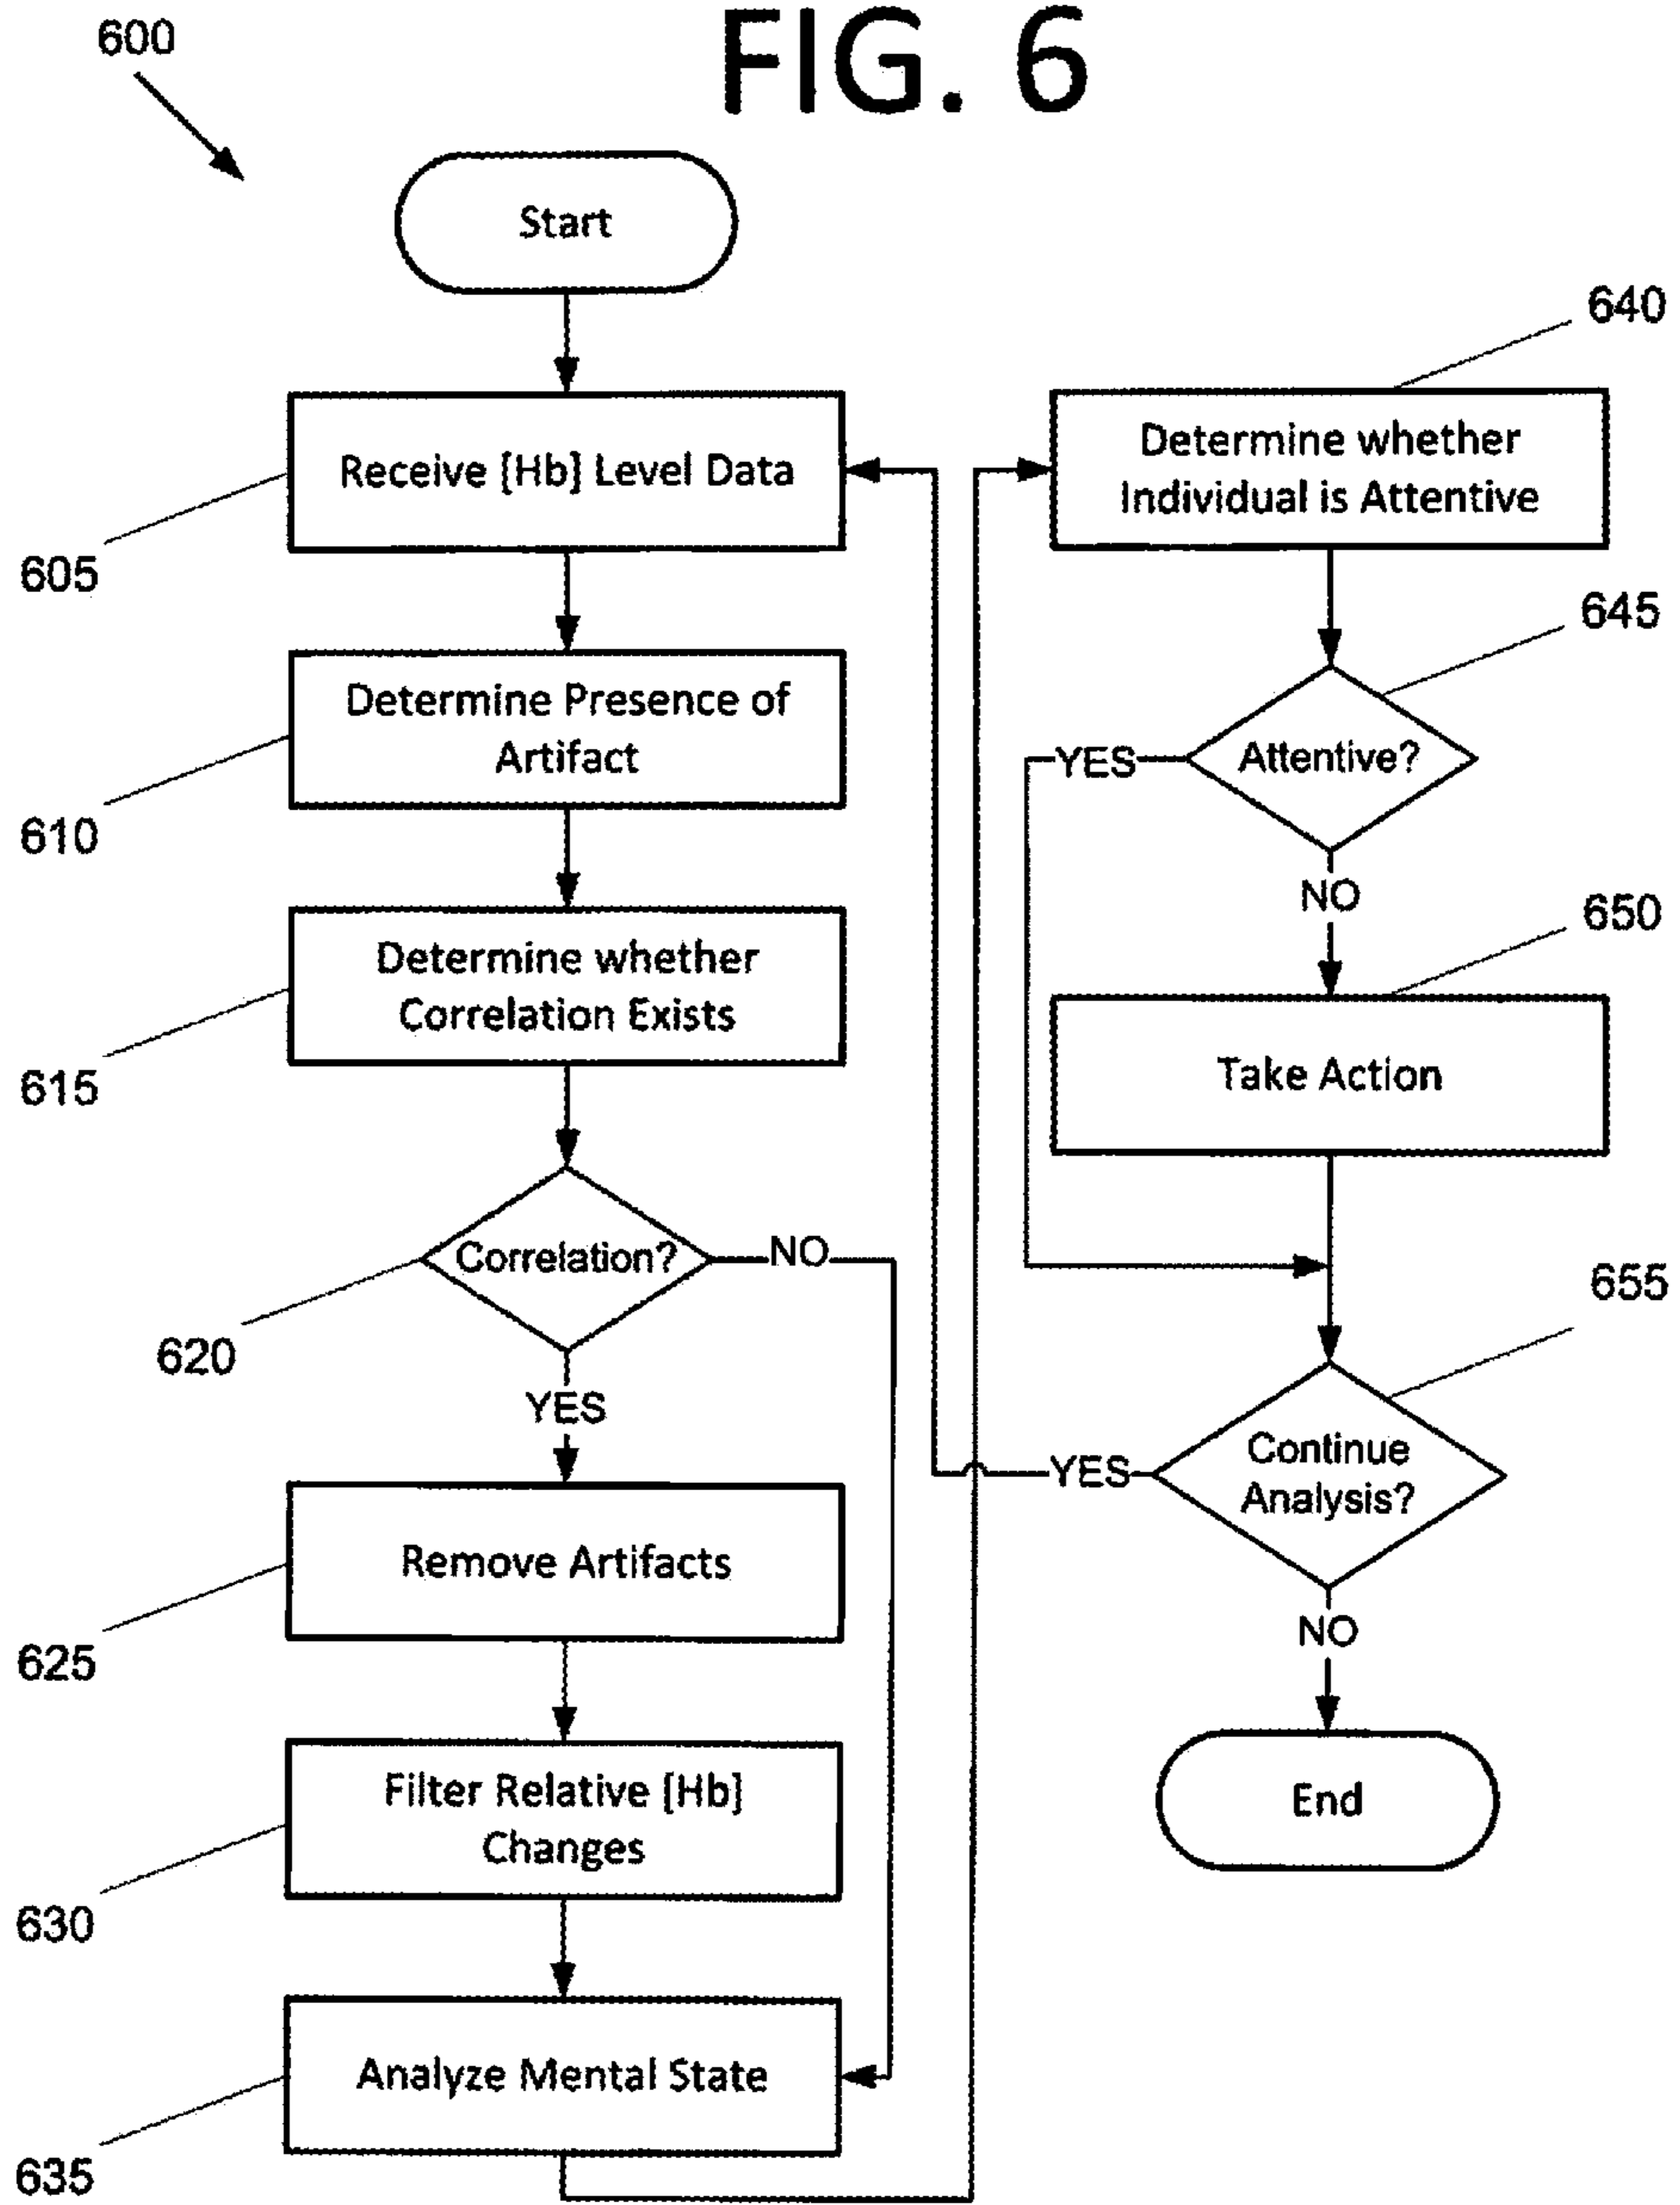 FIG. 6
600
Start
Receive [Hb] Level Data
605
Determine Presence of
Artifact
610
Determine whether
Correlation Exists
615
Correlation?
NO
620
YES
Remove Artifacts
625
Filter Relative [Hb]
Changes
630
Analyze Mental State
635
640
Determine whether
Individual is Attentive
645
YES
Attentive?
NO
650
Take Action
655
YES
Continue
Analysis?
NO
End